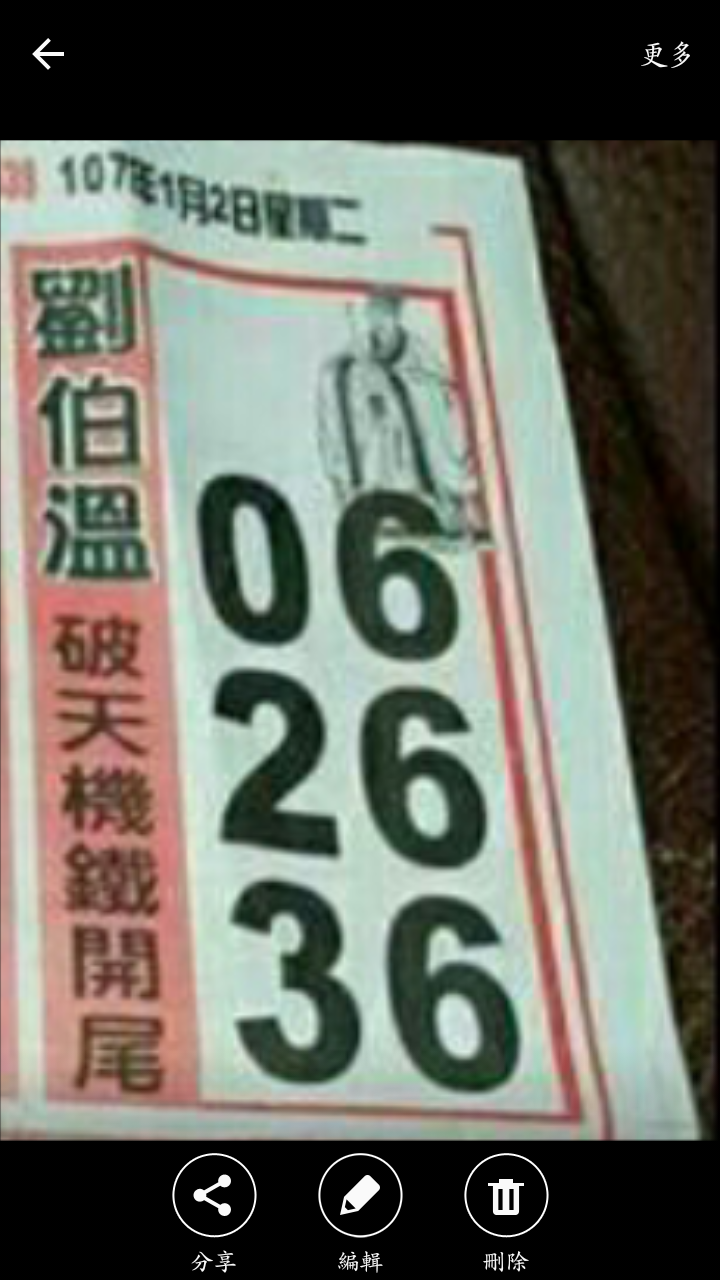 更多
38 107年1月2日星期二
劉伯溫
破天機鐵開尾
06
26
36
分享
編輯
刪除